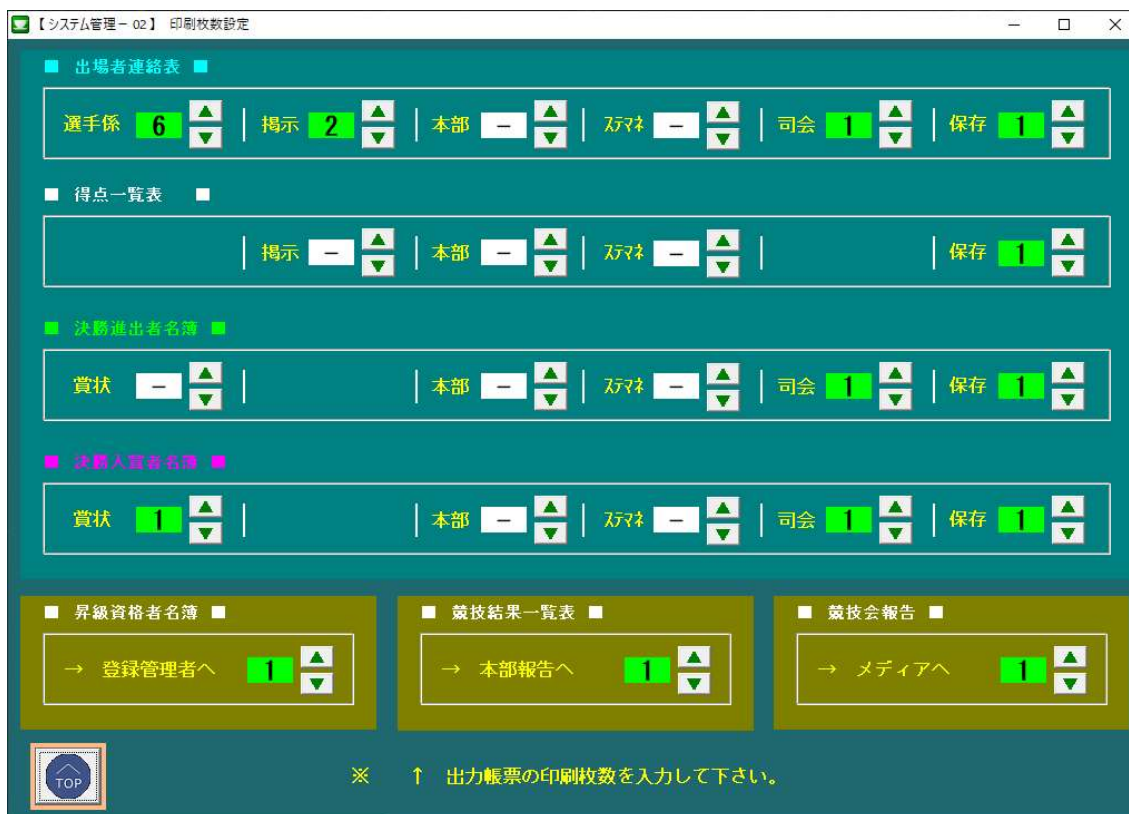 【システム管理－02】 印刷枚数設定
■ 出場者連絡表 ■
選手係 6 ▲▼ | 掲示 2 ▲▼ | 本部 － ▲▼ | ｽﾃﾏﾈ － ▲▼ | 司会 1 ▲▼ | 保存 1 ▲▼
■ 得点一覧表 ■
掲示 － ▲▼ | 本部 － ▲▼ | ｽﾃﾏﾈ － ▲▼ | 保存 1 ▲▼
■ 決勝進出者名簿 ■
賞状 － ▲▼ | 本部 － ▲▼ | ｽﾃﾏﾈ － ▲▼ | 司会 1 ▲▼ | 保存 1 ▲▼
■ 決勝入賞者名簿 ■
賞状 1 ▲▼ | 本部 － ▲▼ | ｽﾃﾏﾈ － ▲▼ | 司会 1 ▲▼ | 保存 1 ▲▼
■ 昇級資格者名簿 ■
→ 登録管理者へ 1 ▲▼
■ 競技結果一覧表 ■
→ 本部報告へ 1 ▲▼
■ 競技会報告 ■
→ メディアへ 1 ▲▼
TOP
※ ↑ 出力帳票の印刷枚数を入力して下さい。